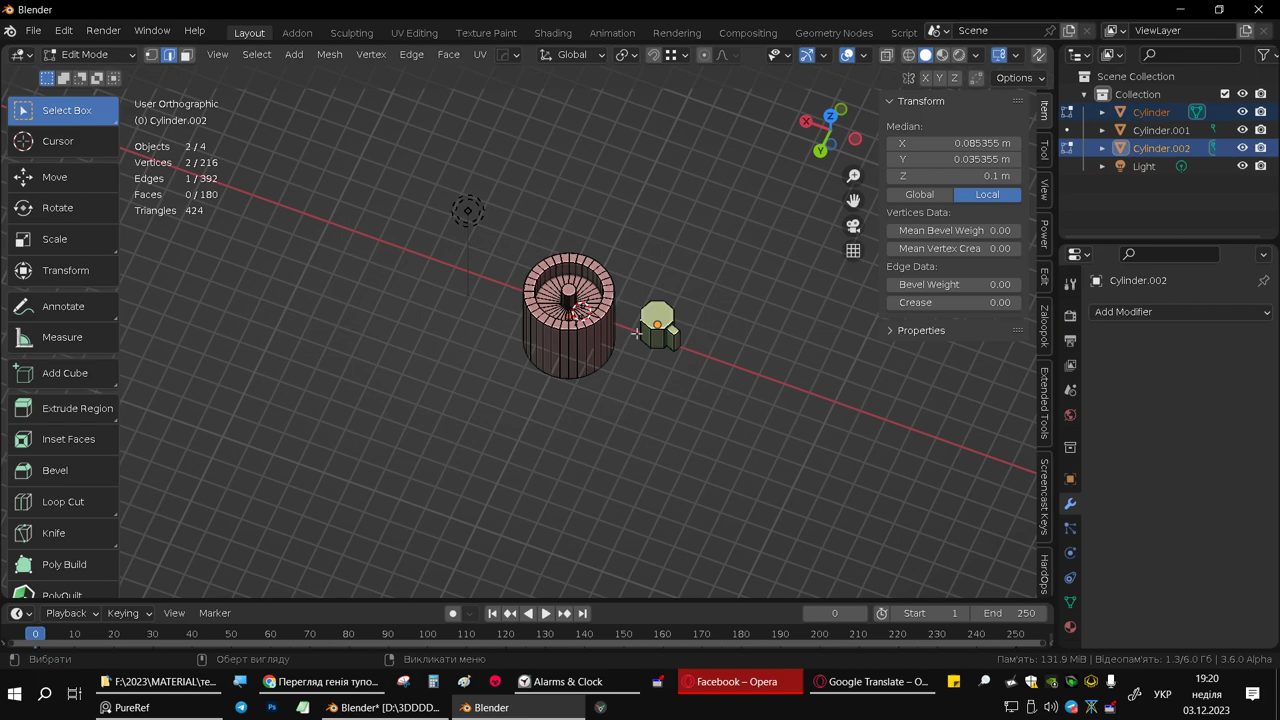 Blender
File Edit Render Window Help
Layout Addon Modeling Sculpting UV Editing Texture Paint Shading Animation Rendering Compositing Geometry Nodes Script
Scene
ViewLayer
Edit Mode
View Select Add Mesh Vertex Edge Face UV
Global
Options
X Y Z
Select Box
Cursor
Move
Rotate
Scale
Transform
Annotate
Measure
Add Cube
Extrude Region
Inset Faces
Bevel
Loop Cut
Knife
Poly Build
PolyQuilt
User Orthographic
(0) Cylinder.002
Objects 2/4
Vertices 2/216
Edges 1/392
Faces 0/180
Triangles 424
X
Y
Z
Transform
Median:
X 0.085355 m
Y 0.035355 m
Z 0.1 m
Global Local
Vertices Data:
Mean Bevel Weigh 0.00
Mean Vertex Crea 0.00
Edge Data:
Bevel Weight 0.00
Crease 0.00
Properties
Item
Tool
View
Power
Edit
Zaloopok
Extended Tools
Screencast Keys
HardOps
Scene Collection
Collection
Cylinder
Cylinder.001
Cylinder.002
Light
Cylinder.002
Add Modifier
Playback Keying View Marker
0
Start 1
End 250
0 10 20 30 40 50 60 70 80 90 100 110 120 130 140 150 160 170 180 190 200 210 220 230 240 250
Вибрати
Оберт вигляду
Викликати меню
Пам'ять: 131.9 МіБ | Відеопам'ять: 1.3/6.0 Гб | 3.6.0 Alpha
F:\2023\MATERIAL\те...
Перегляд генія тупо...
Alarms & Clock
Facebook – Opera
Google Translate – O...
PureRef
Blender* [D:\3DDDD...
Blender
УКР
19:20
неділя
03.12.2023